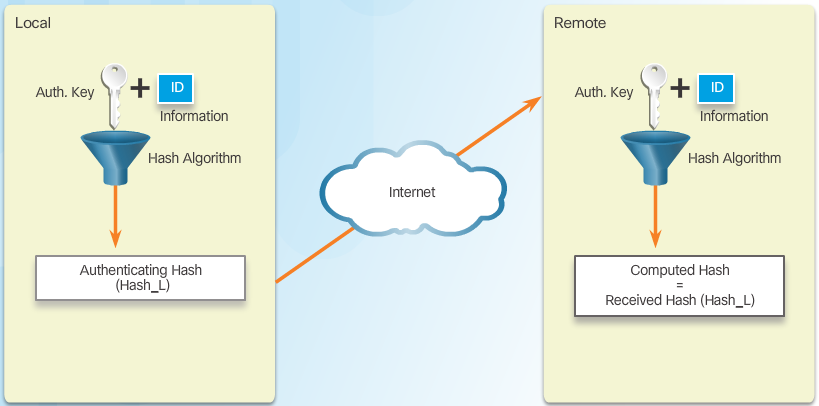 Local
Auth. Key
ID
Information
Hash Algorithm
Authenticating Hash
(Hash_L)
Internet
Remote
Auth. Key
ID
Information
Hash Algorithm
Computed Hash
=
Received Hash (Hash_L)